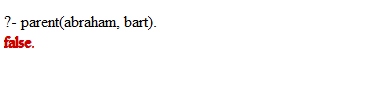 ?- parent(abraham, bart).
false.